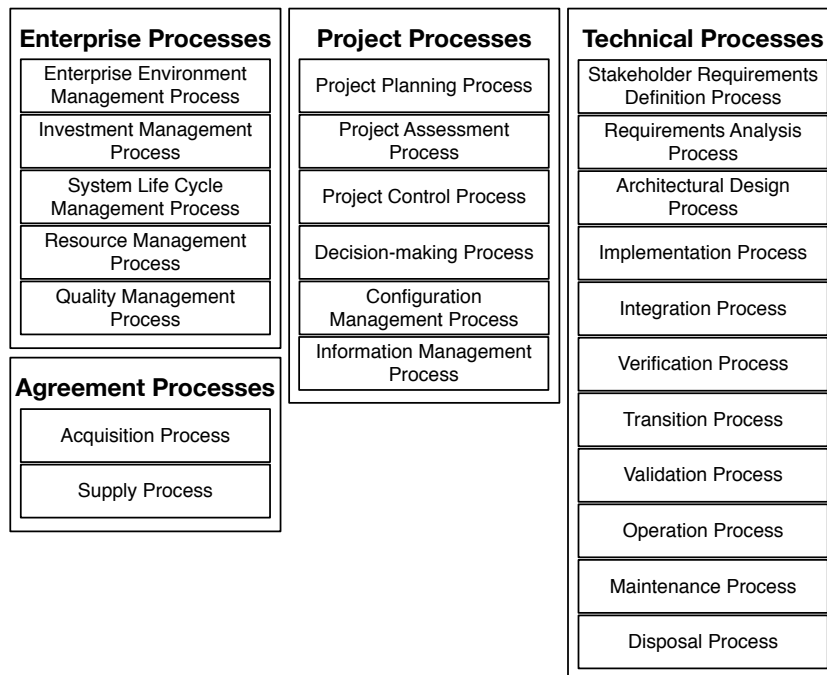 Enterprise Processes
Enterprise Environment
Management Process
Investment Management
Process
System Life Cycle
Management Process
Resource Management
Process
Quality Management
Process
Agreement Processes
Acquisition Process
Supply Process
Project Processes
Project Planning Process
Project Assessment
Process
Project Control Process
Decision-making Process
Configuration
Management Process
Information Management
Process
Technical Processes
Stakeholder Requirements
Definition Process
Requirements Analysis
Process
Architectural Design
Process
Implementation Process
Integration Process
Verification Process
Transition Process
Validation Process
Operation Process
Maintenance Process
Disposal Process